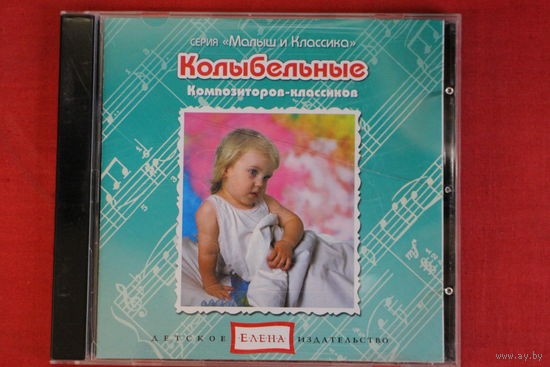 серия «Малыш и Классика»
Колыбельные
Композиторов-классиков
ДЕТСКОЕ ЕЛЕНА ИЗДАТЕЛЬСТВО
www.ay.by